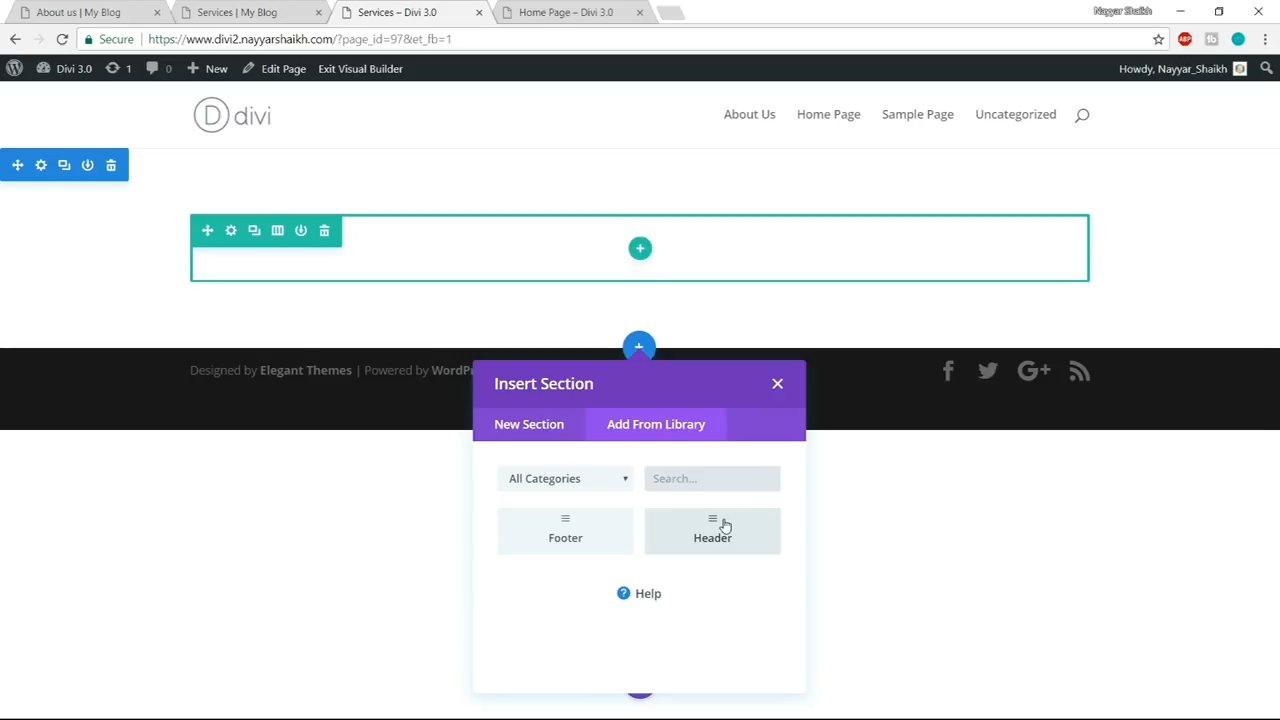 About us | My Blog
Services | My Blog
Services – Divi 3.0
Home Page – Divi 3.0
Nayyar Shaikh
Secure
https://www.divi2.nayyarshaikh.com/?page_id=97&et_fb=1
ABP
tb
Divi 3.0
1
0
New
Edit Page
Exit Visual Builder
Howdy, Nayyar_Shaikh
D divi
About Us
Home Page
Sample Page
Uncategorized
Designed by Elegant Themes | Powered by WordPr
Insert Section
New Section
Add From Library
All Categories
Search...
Footer
Header
Help